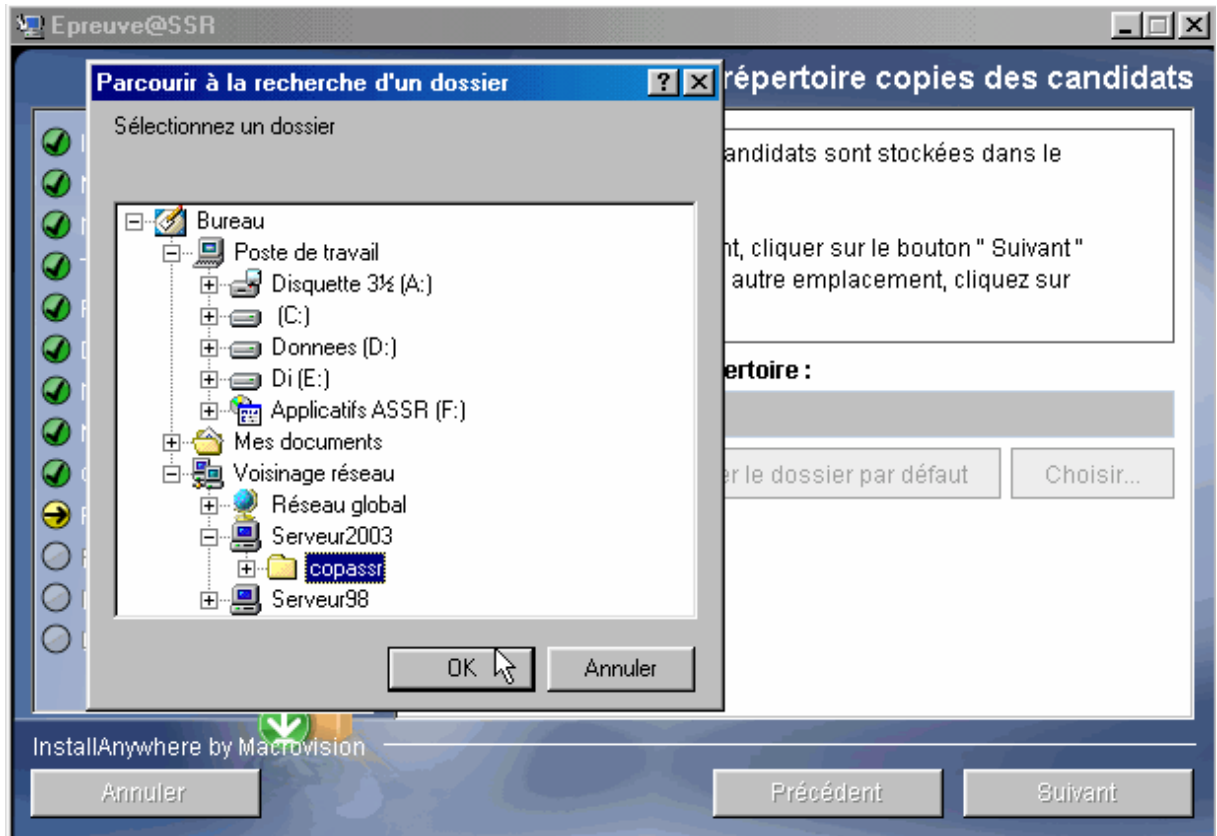 Epreuve@SSR
répertoire copies des candidats
Parcourir à la recherche d'un dossier
Sélectionnez un dossier
Bureau
Poste de travail
Disquette 3½ (A:)
(C:)
Donnees (D:)
Di (E:)
Applicatifs ASSR (F:)
Mes documents
Voisinage réseau
Réseau global
Serveur2003
copassr
Serveur98
OK
Annuler
andidats sont stockées dans le
nt, cliquer sur le bouton " Suivant "
autre emplacement, cliquez sur
ertoire :
er le dossier par défaut
Choisir...
InstallAnywhere by Macrovision
Annuler
Précédent
Suivant